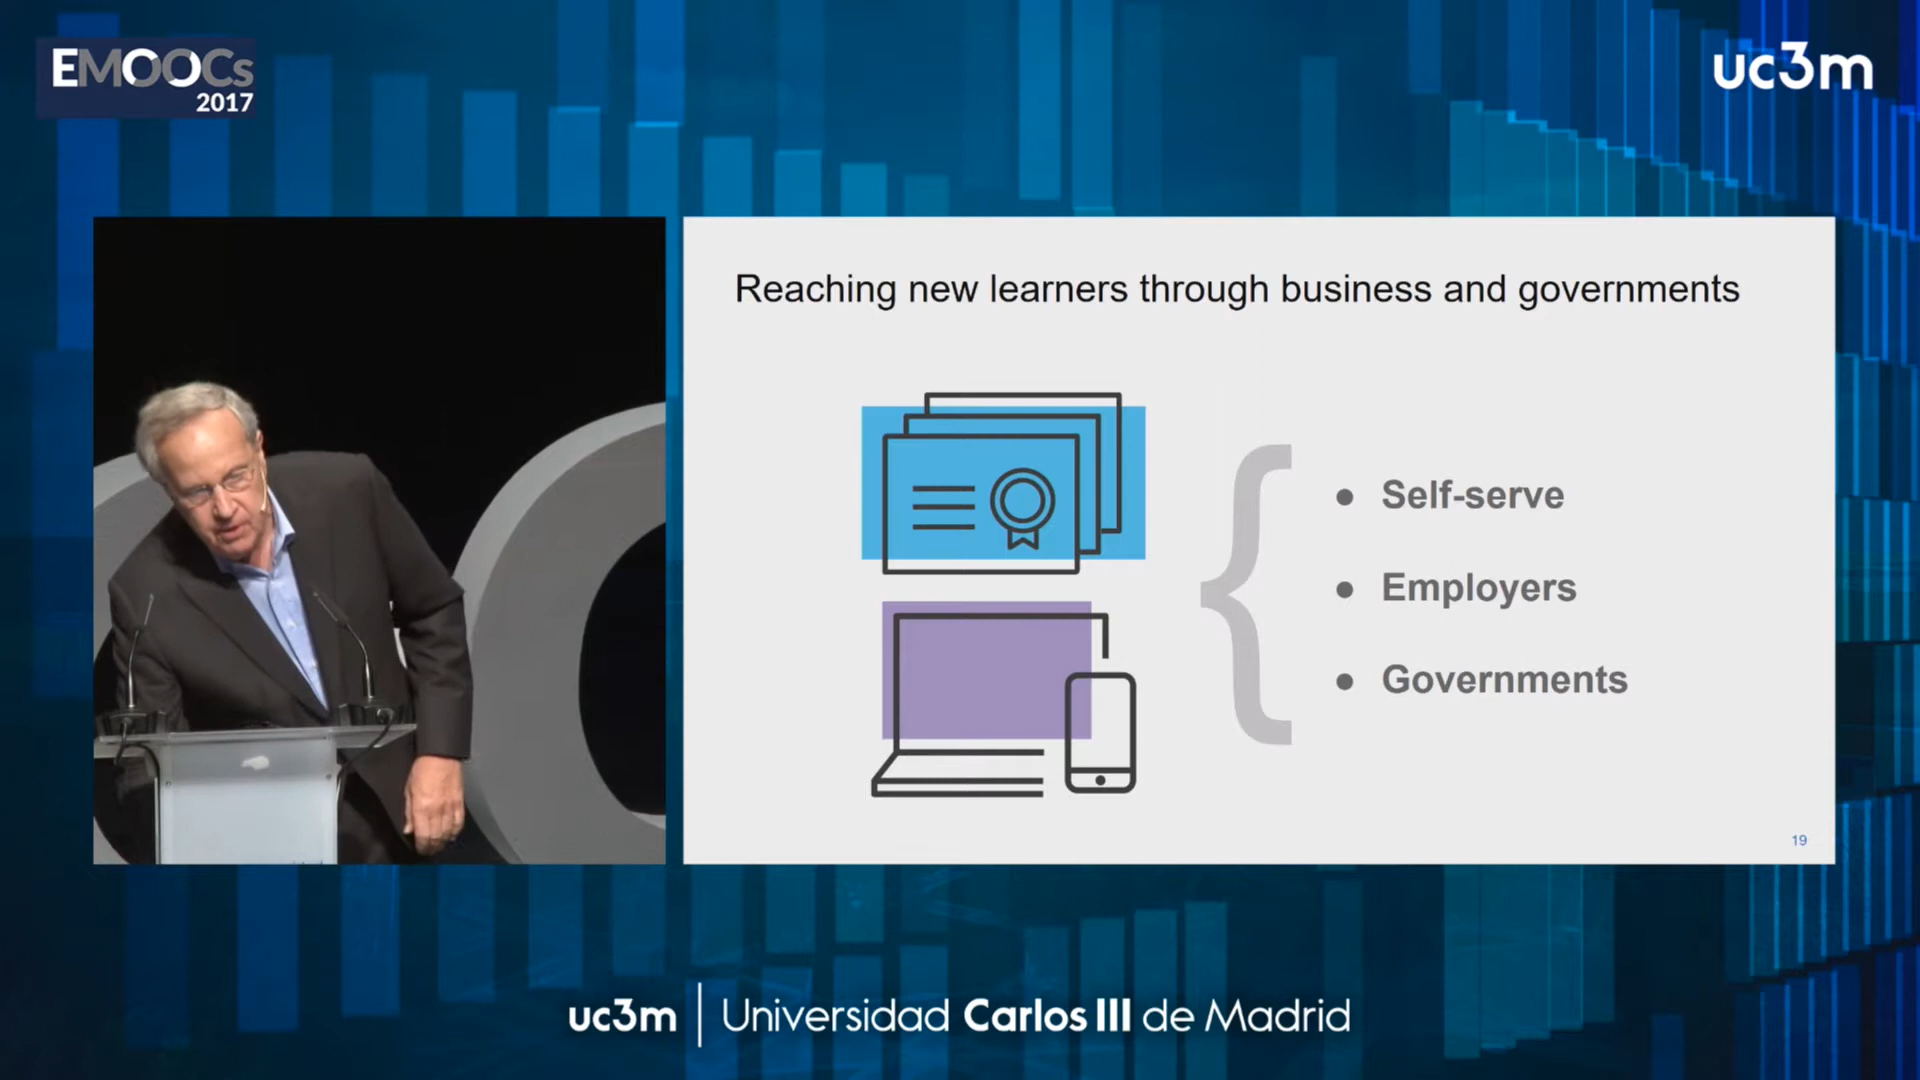 EMOOCs
2017
uc3m
Reaching new learners through business and governments
● Self-serve
● Employers
● Governments
19
uc3m | Universidad Carlos III de Madrid